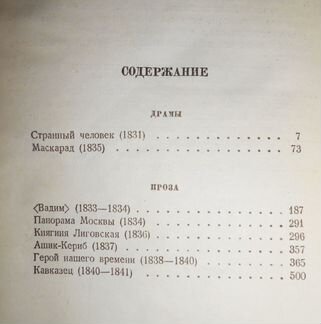 СОДЕРЖАНИЕ
ДРАМЫ
Странный человек (1831) . . . . . . . . . . . . . 7
Маскарад (1835) . . . . . . . . . . . . . . . . 73
ПРОЗА
〈Вадим〉 (1833—1834) . . . . . . . . . . . . . . 187
Панорама Москвы (1834) . . . . . . . . . . . . . 291
Княгиня Лиговская (1836) . . . . . . . . . . . . 296
Ашик-Кериб (1837) . . . . . . . . . . . . . . . 357
Герой нашего времени (1838—1840) . . . . . . . . 365
Кавказец (1840—1841) . . . . . . . . . . . . . . 500